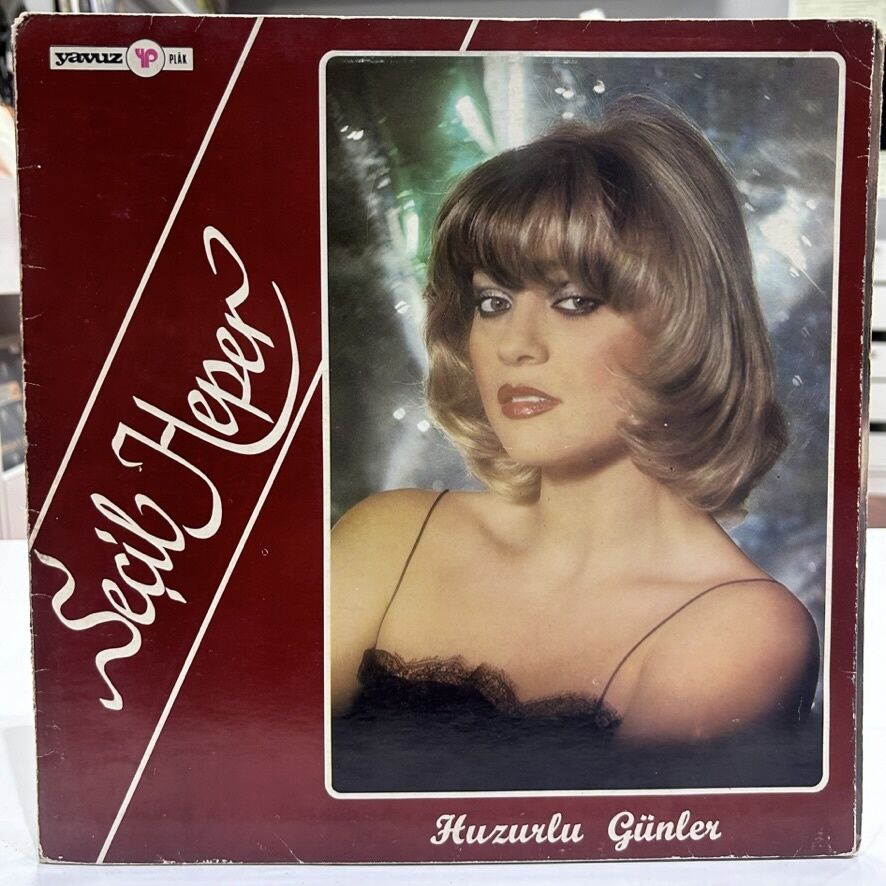 yavuz YP PLÂK
Seçil Heper
Huzurlu Günler